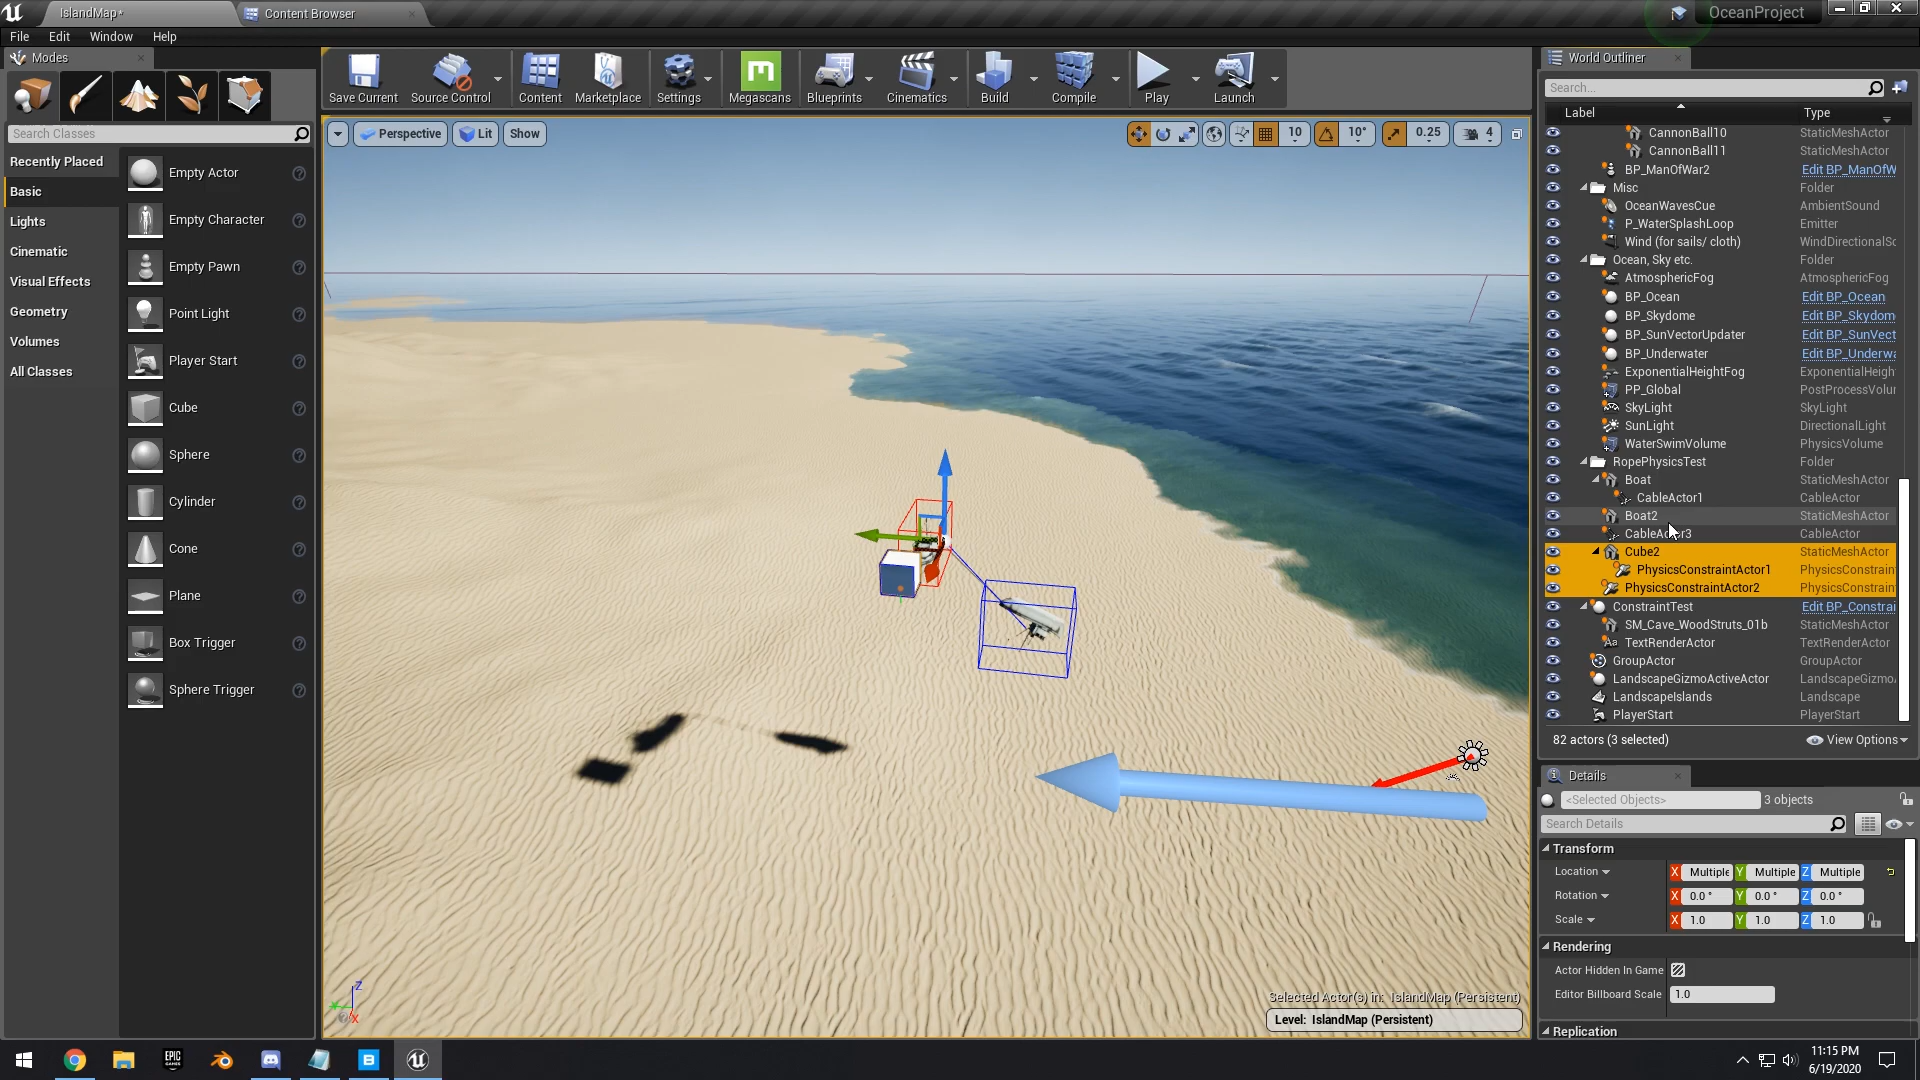 IslandMap*
Content Browser
OceanProject
File
Edit
Window
Help
Modes
Save Current
Source Control
Content
Marketplace
Settings
Megascans
Blueprints
Cinematics
Build
Compile
Play
Launch
Search Classes
Recently Placed
Basic
Lights
Cinematic
Visual Effects
Geometry
Volumes
All Classes
Empty Actor
Empty Character
Empty Pawn
Point Light
Player Start
Cube
Sphere
Cylinder
Cone
Plane
Box Trigger
Sphere Trigger
Perspective
Lit
Show
10
10°
0.25
4
Selected Actor(s) in: IslandMap (Persistent)
Level: IslandMap (Persistent)
Z
X
World Outliner
Search...
Label Type
CannonBall10 StaticMeshActor
CannonBall11 StaticMeshActor
BP_ManOfWar2 Edit BP_ManOfW
Misc Folder
OceanWavesCue AmbientSound
P_WaterSplashLoop Emitter
Wind (for sails/ cloth) WindDirectionalSc
Ocean, Sky etc. Folder
AtmosphericFog AtmosphericFog
BP_Ocean Edit BP_Ocean
BP_Skydome Edit BP_Skydom
BP_SunVectorUpdater Edit BP_SunVect
BP_Underwater Edit BP_Underwa
ExponentialHeightFog ExponentialHeigh
PP_Global PostProcessVolur
SkyLight SkyLight
SunLight DirectionalLight
WaterSwimVolume PhysicsVolume
RopePhysicsTest Folder
Boat StaticMeshActor
CableActor1 CableActor
Boat2 StaticMeshActor
CableActor3 CableActor
Cube2 StaticMeshActor
PhysicsConstraintActor1 PhysicsConstrain
PhysicsConstraintActor2 PhysicsConstrain
ConstraintTest Edit BP_Constrai
SM_Cave_WoodStruts_01b StaticMeshActor
TextRenderActor TextRenderActor
GroupActor GroupActor
LandscapeGizmoActiveActor LandscapeGizmo
LandscapeIslands Landscape
PlayerStart PlayerStart
82 actors (3 selected)
View Options
Details
<Selected Objects> 3 objects
Search Details
Transform
Location X Multiple Y Multiple Z Multiple
Rotation X 0.0 ° Y 0.0 ° Z 0.0 °
Scale X 1.0 Y 1.0 Z 1.0
Rendering
Actor Hidden In Game
Editor Billboard Scale 1.0
Replication
EPIC GAMES
11:15 PM
6/19/2020